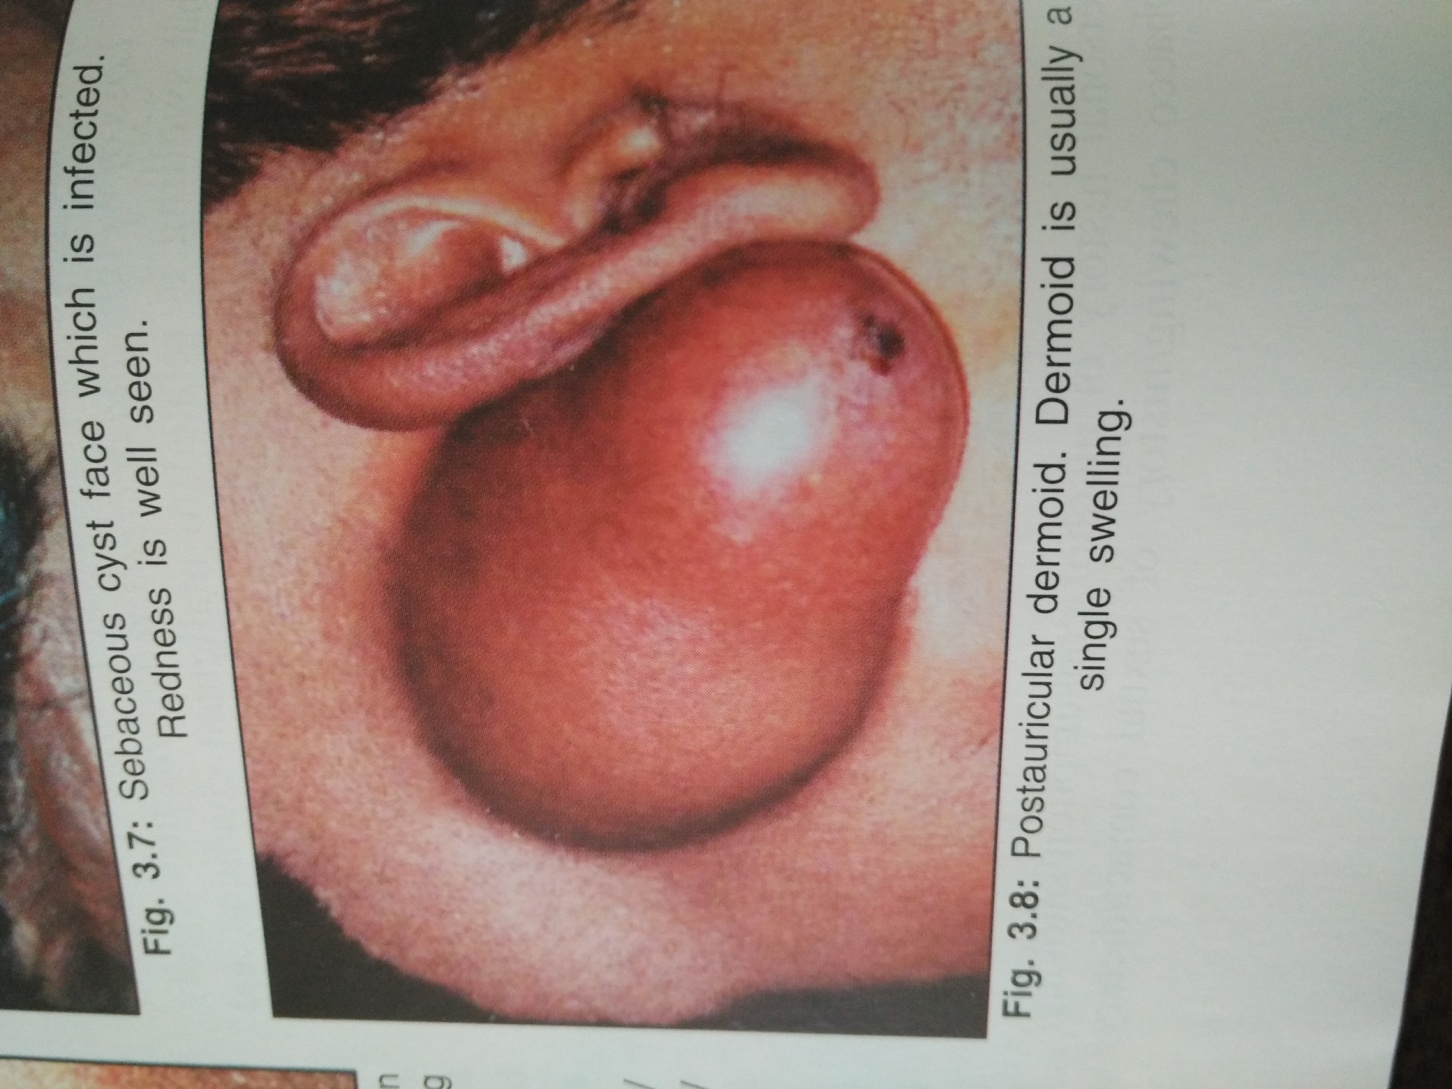 Fig. 3.7: Sebaceous cyst face which is infected.
Redness is well seen.
Fig. 3.8: Postauricular dermoid. Dermoid is usually a
single swelling.
n
g
y
y